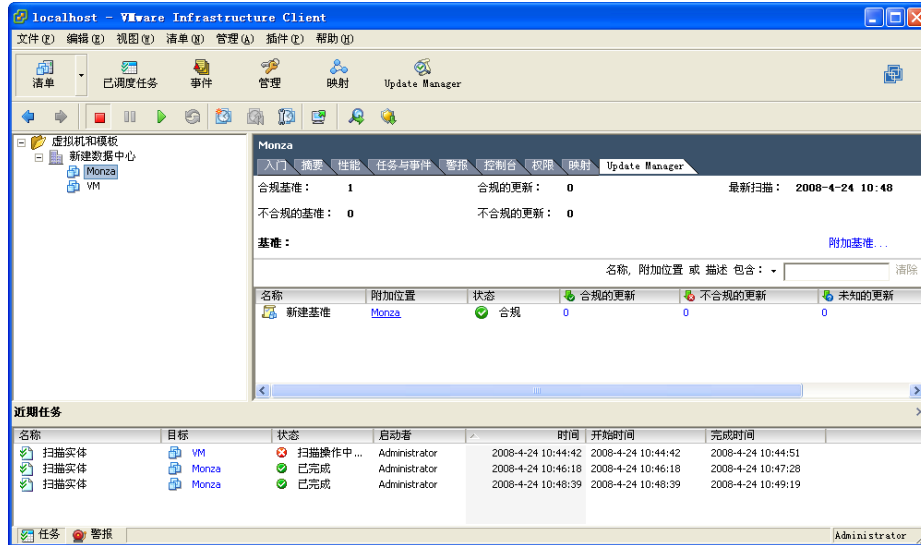 localhost - VMware Infrastructure Client
文件(F) 编辑(E) 视图(V) 清单(N) 管理(A) 插件(P) 帮助(H)
清单 已调度任务 事件 管理 映射 Update Manager
虚拟机和模板
新建数据中心
Monza
VM
Monza
入门 摘要 性能 任务与事件 警报 控制台 权限 映射 Update Manager
合规基准： 1 合规的更新： 0 最新扫描： 2008-4-24 10:48
不合规的基准： 0 不合规的更新： 0
基准： 附加基准...
名称, 附加位置 或 描述 包含： 清除
名称 附加位置 状态 合规的更新 不合规的更新 未知的更新
新建基准 Monza 合规 0 0 0
近期任务
名称 目标 状态 启动者 时间 开始时间 完成时间
扫描实体 VM 扫描操作中... Administrator 2008-4-24 10:44:42 2008-4-24 10:44:42 2008-4-24 10:44:51
扫描实体 Monza 已完成 Administrator 2008-4-24 10:46:18 2008-4-24 10:46:18 2008-4-24 10:47:28
扫描实体 Monza 已完成 Administrator 2008-4-24 10:48:39 2008-4-24 10:48:39 2008-4-24 10:49:19
任务 警报 Administrator